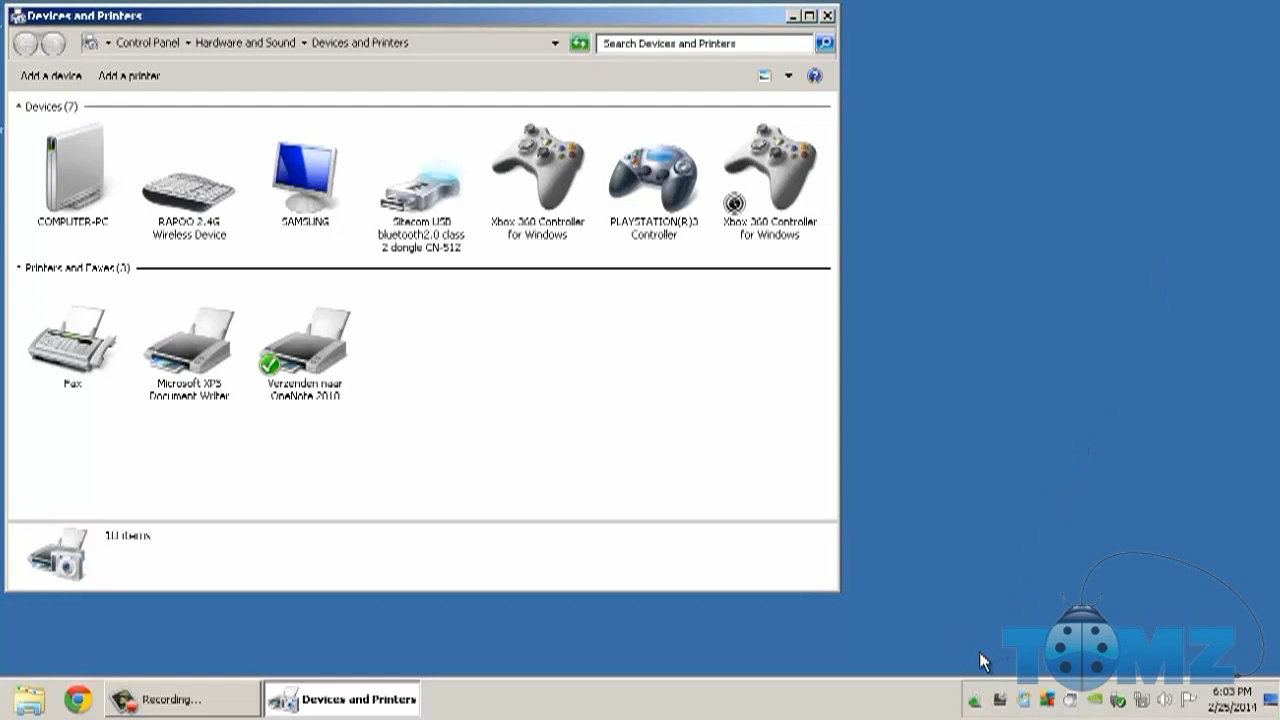 Devices and Printers
Control Panel Hardware and Sound Devices and Printers
Search Devices and Printers
Add a device Add a printer
Devices (7)
COMPUTER-PC
RAPOO 2.4G
Wireless Device
SAMSUNG
Sitecom USB
bluetooth2.0 class
2 dongle CN-512
Xbox 360 Controller
for Windows
PLAYSTATION(R)3
Controller
Xbox 360 Controller
for Windows
Printers and Faxes (3)
Fax
Microsoft XPS
Document Writer
Verzenden naar
OneNote 2010
10 items
TOMZ
Recording...
Devices and Printers
6:03 PM
2/25/2014